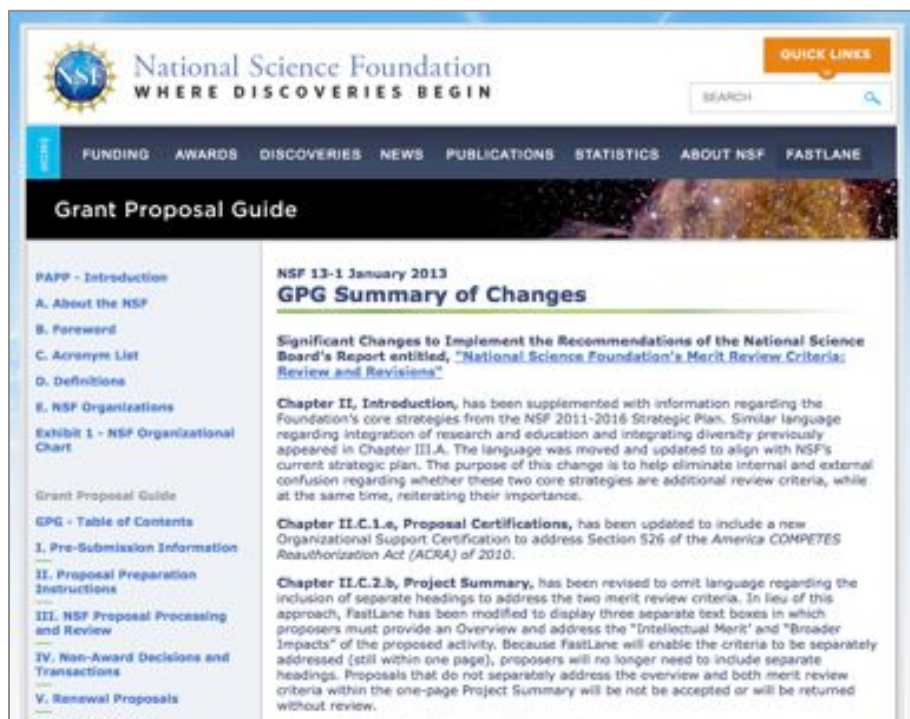 NSF
National Science Foundation
WHERE DISCOVERIES BEGIN
QUICK LINKS
SEARCH
HOME
FUNDING AWARDS DISCOVERIES NEWS PUBLICATIONS STATISTICS ABOUT NSF FASTLANE
Grant Proposal Guide
PAPP - Introduction
A. About the NSF
B. Foreword
C. Acronym List
D. Definitions
E. NSF Organizations
Exhibit 1 - NSF Organizational
Chart
Grant Proposal Guide
GPG - Table of Contents
I. Pre-Submission Information
II. Proposal Preparation
Instructions
III. NSF Proposal Processing
and Review
IV. Non-Award Decisions and
Transactions
V. Renewal Proposals
NSF 13-1 January 2013
GPG Summary of Changes
Significant Changes to Implement the Recommendations of the National Science
Board's Report entitled, "National Science Foundation's Merit Review Criteria:
Review and Revisions"
Chapter II, Introduction, has been supplemented with information regarding the
Foundation's core strategies from the NSF 2011-2016 Strategic Plan. Similar language
regarding integration of research and education and integrating diversity previously
appeared in Chapter III.A. The language was moved and updated to align with NSF's
current strategic plan. The purpose of this change is to help eliminate internal and external
confusion regarding whether these two core strategies are additional review criteria, while
at the same time, reiterating their importance.
Chapter II.C.1.e, Proposal Certifications, has been updated to include a new
Organizational Support Certification to address Section 526 of the America COMPETES
Reauthorization Act (ACRA) of 2010.
Chapter II.C.2.b, Project Summary, has been revised to omit language regarding the
inclusion of separate headings to address the two merit review criteria. In lieu of this
approach, FastLane has been modified to display three separate text boxes in which
proposers must provide an Overview and address the "Intellectual Merit' and "Broader
Impacts" of the proposed activity. Because FastLane will enable the criteria to be separately
addressed (still within one page), proposers will no longer need to include separate
headings. Proposals that do not separately address the overview and both merit review
criteria within the one-page Project Summary will be not be accepted or will be returned
without review.